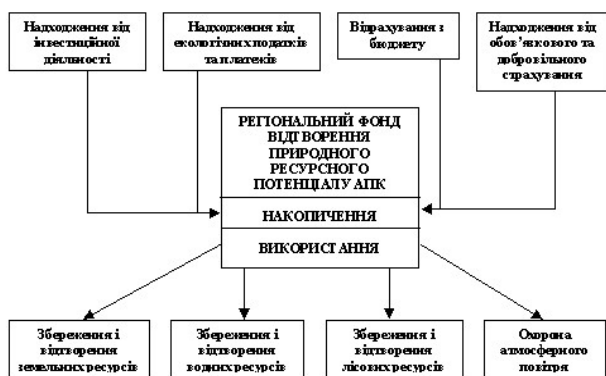 Надходження від
інвестиційної
діяльності
Надходження від
екологічних податків
та платежів
Відрахування з
бюджету
Надходження від
обов'язкового та
добровільного
страхування
РЕГІОНАЛЬНИЙ ФОНД
ВІДТВОРЕННЯ
ПРИРОДНОГО
РЕСУРСНОГО
ПОТЕНЦІАЛУ АПК
НАКОПИЧЕННЯ
ВИКОРИСТАННЯ
Збереження і
відтворення
земельних ресурсів
Збереження і
відтворення
водних ресурсів
Збереження і
відтворення
лісових ресурсів
Охорона
атмосферного
повітря